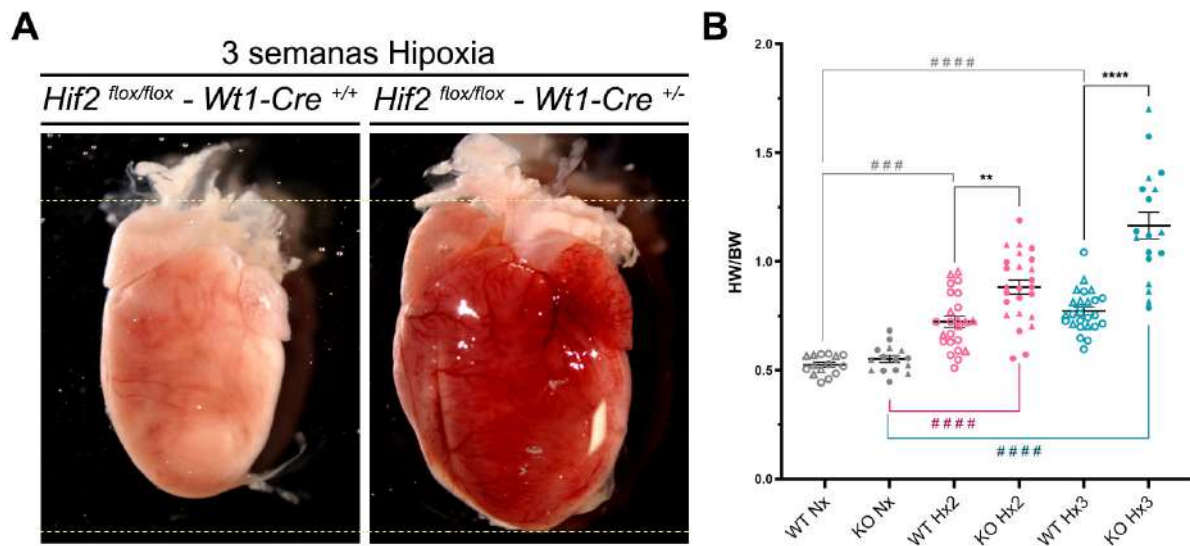 A
3 semanas Hipoxia
Hif2 flox/flox - Wt1-Cre +/+
Hif2 flox/flox - Wt1-Cre +/-
B
HW/BW
2.0
1.5
1.0
0.5
0.0
####
****
###
**
####
####
WT Nx
KO Nx
WT Hx2
KO Hx2
WT Hx3
KO Hx3